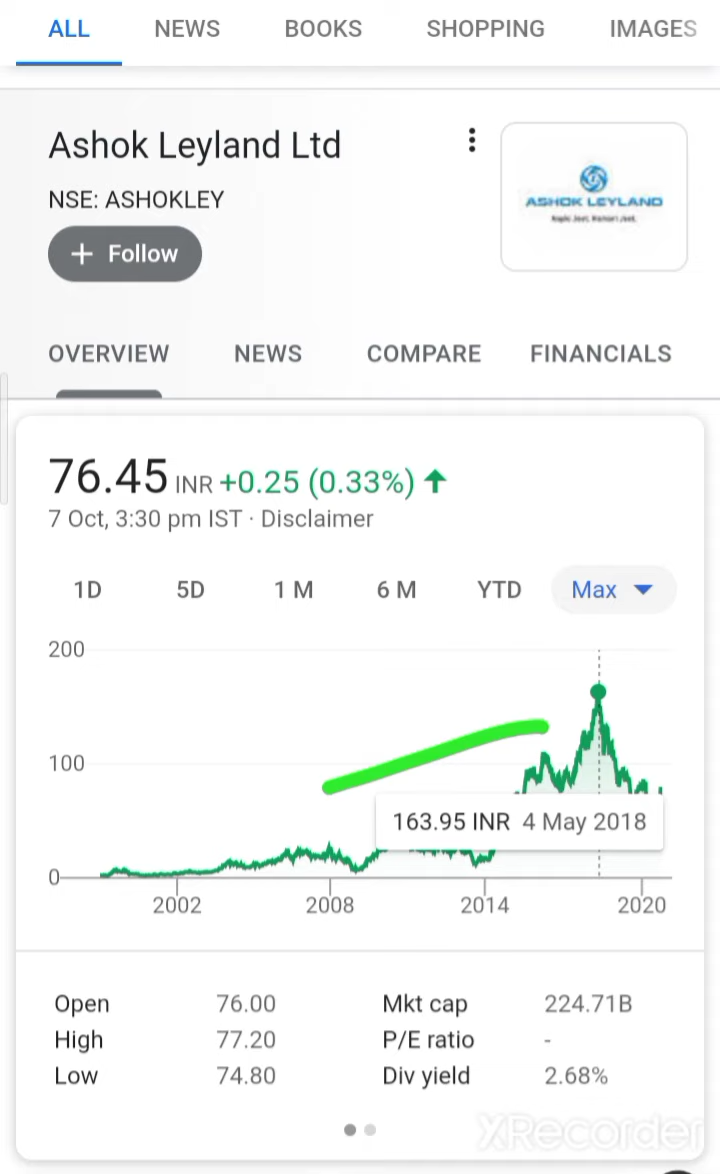 ALL NEWS BOOKS SHOPPING IMAGES
Ashok Leyland Ltd
ASHOK LEYLAND
NSE: ASHOKLEY
+ Follow
OVERVIEW NEWS COMPARE FINANCIALS
76.45 INR +0.25 (0.33%)
7 Oct, 3:30 pm IST · Disclaimer
1D 5D 1 M 6 M YTD Max
200
100
163.95 INR 4 May 2018
0
2002 2008 2014 2020
Open 76.00 Mkt cap 224.71B
High 77.20 P/E ratio -
Low 74.80 Div yield 2.68%
XRecorder